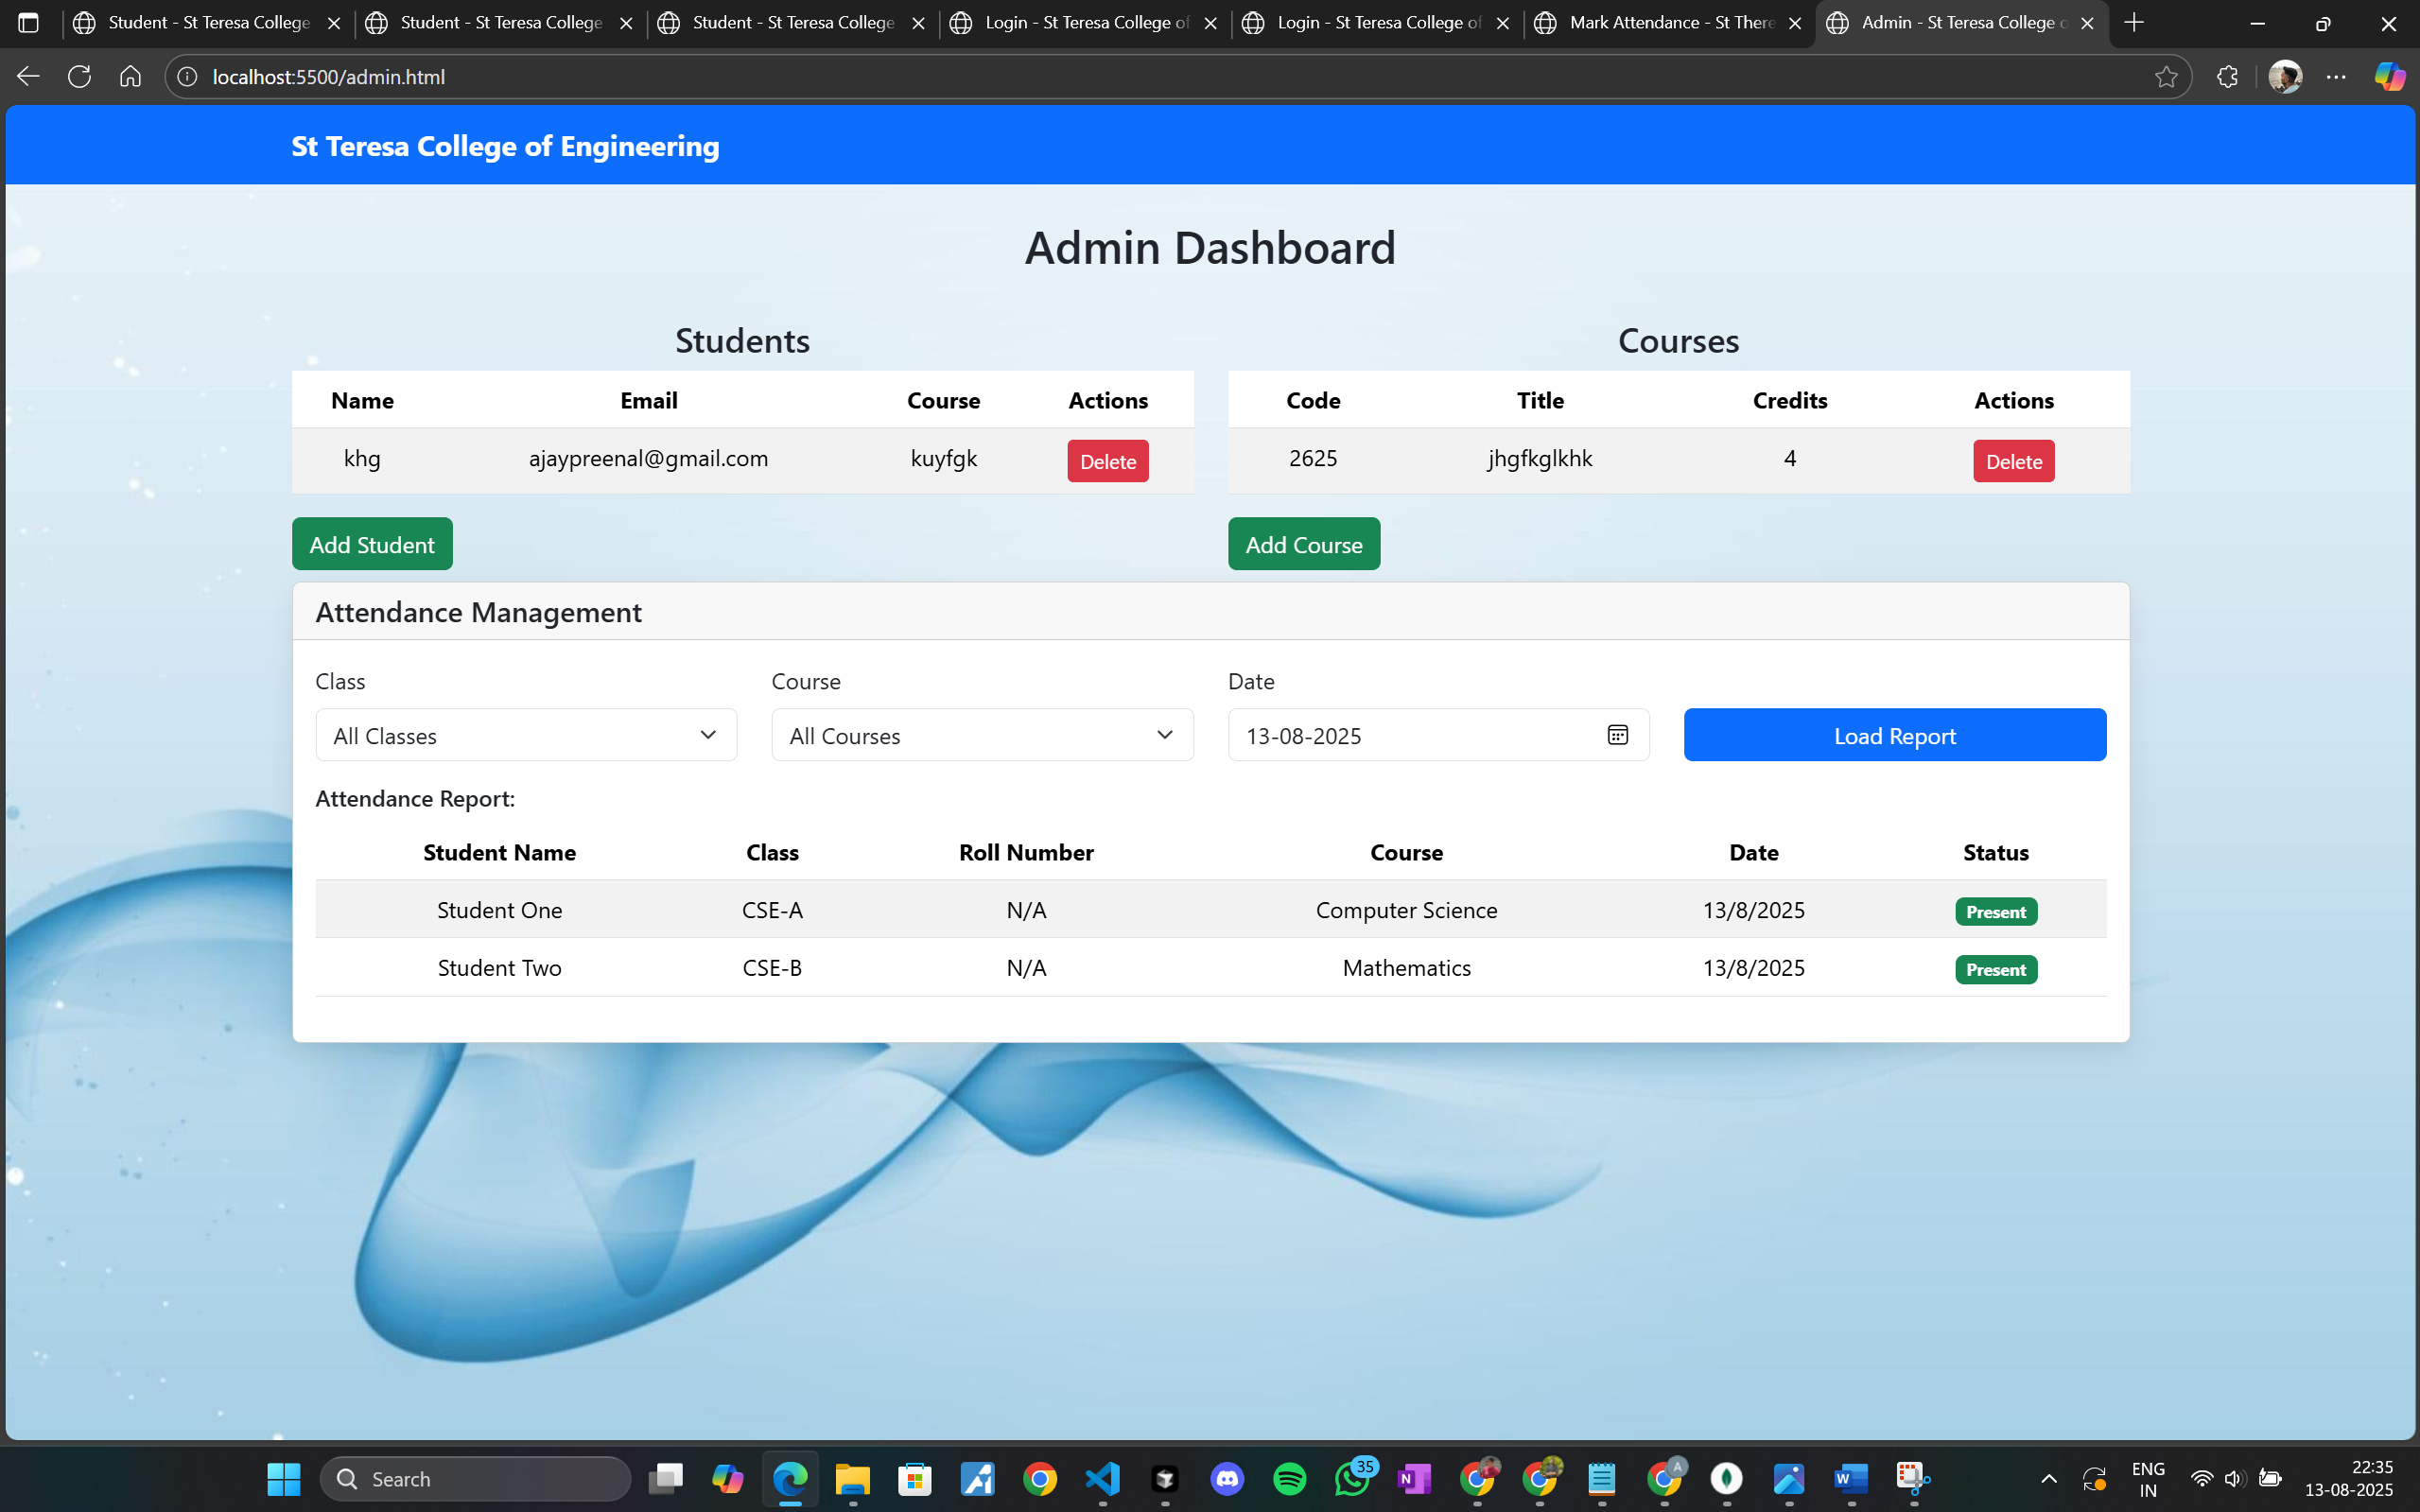 Student - St Teresa College
Student - St Teresa College
Student - St Teresa College
Login - St Teresa College of
Login - St Teresa College of
Mark Attendance - St There
Admin - St Teresa College o
localhost:5500/admin.html
St Teresa College of Engineering
Admin Dashboard
Students
Name Email Course Actions
khg ajaypreenal@gmail.com kuyfgk Delete
Add Student
Courses
Code Title Credits Actions
2625 jhgfkglkhk 4 Delete
Add Course
Attendance Management
Class Course Date
All Classes All Courses 13-08-2025 Load Report
Attendance Report:
Student Name Class Roll Number Course Date Status
Student One CSE-A N/A Computer Science 13/8/2025 Present
Student Two CSE-B N/A Mathematics 13/8/2025 Present
Search
35
N
A
W
ENG
IN
22:35
13-08-2025